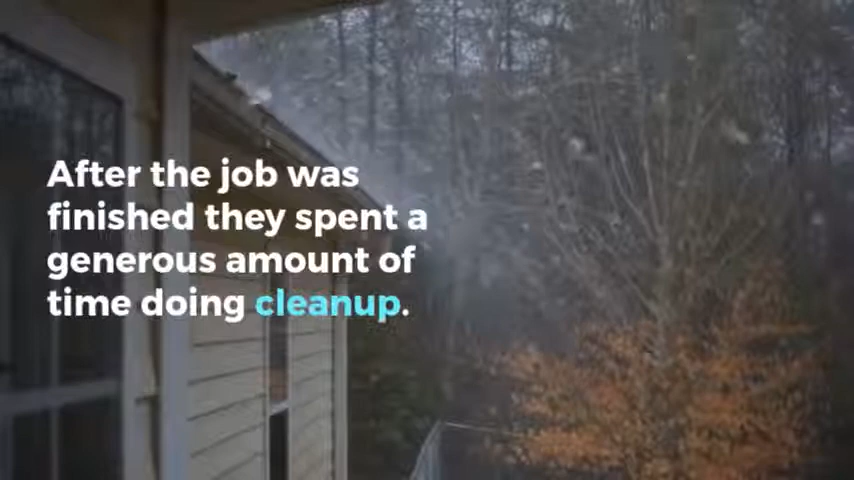 After the job was
finished they spent a
generous amount of
time doing cleanup.